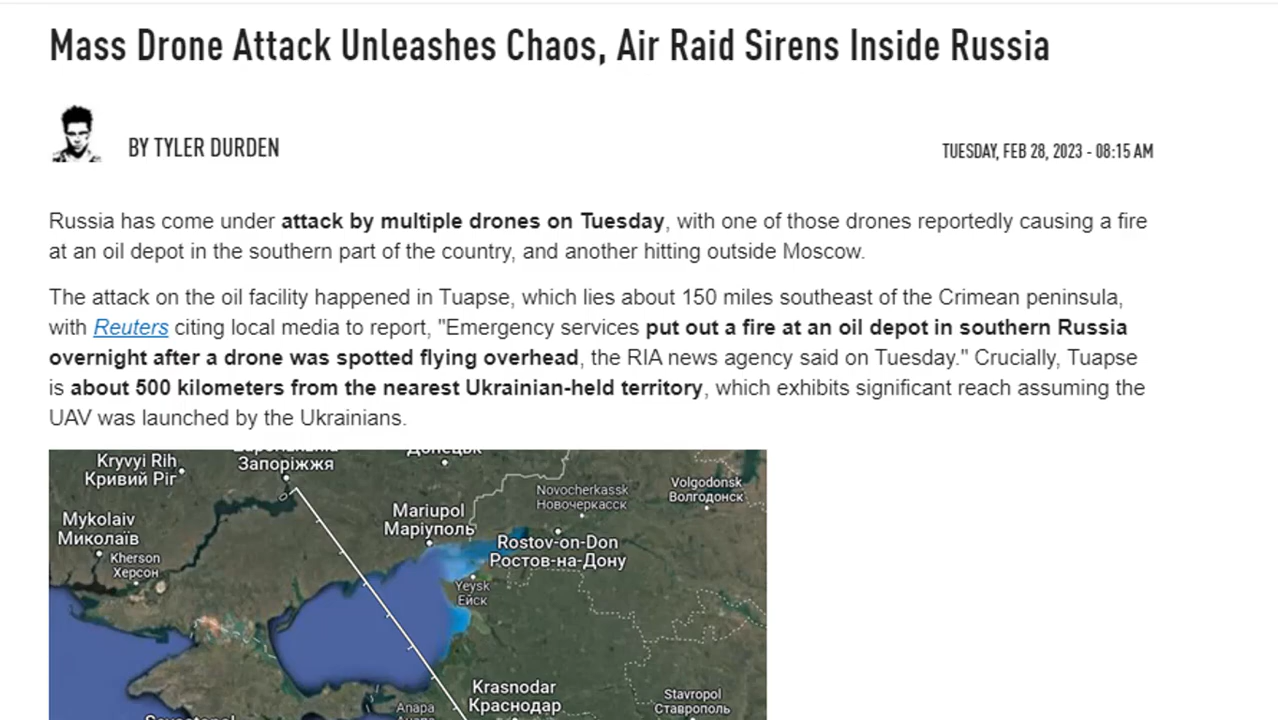 Mass Drone Attack Unleashes Chaos, Air Raid Sirens Inside Russia
BY TYLER DURDEN
TUESDAY, FEB 28, 2023 - 08:15 AM
Russia has come under attack by multiple drones on Tuesday, with one of those drones reportedly causing a fire
at an oil depot in the southern part of the country, and another hitting outside Moscow.
The attack on the oil facility happened in Tuapse, which lies about 150 miles southeast of the Crimean peninsula,
with Reuters citing local media to report, "Emergency services put out a fire at an oil depot in southern Russia
overnight after a drone was spotted flying overhead, the RIA news agency said on Tuesday." Crucially, Tuapse
is about 500 kilometers from the nearest Ukrainian-held territory, which exhibits significant reach assuming the
UAV was launched by the Ukrainians.
Kryvyi Rih
Кривий Ріг
Запоріжжя
Донецьк
Novocherkassk
Новочеркасск
Volgodonsk
Волгодонск
Mykolaiv
Миколаїв
Mariupol
Маріуполь
Kherson
Херсон
Rostov-on-Don
Ростов-на-Дону
Yeysk
Ейск
Krasnodar
Краснодар
Stavropol
Ставрополь
Anapa